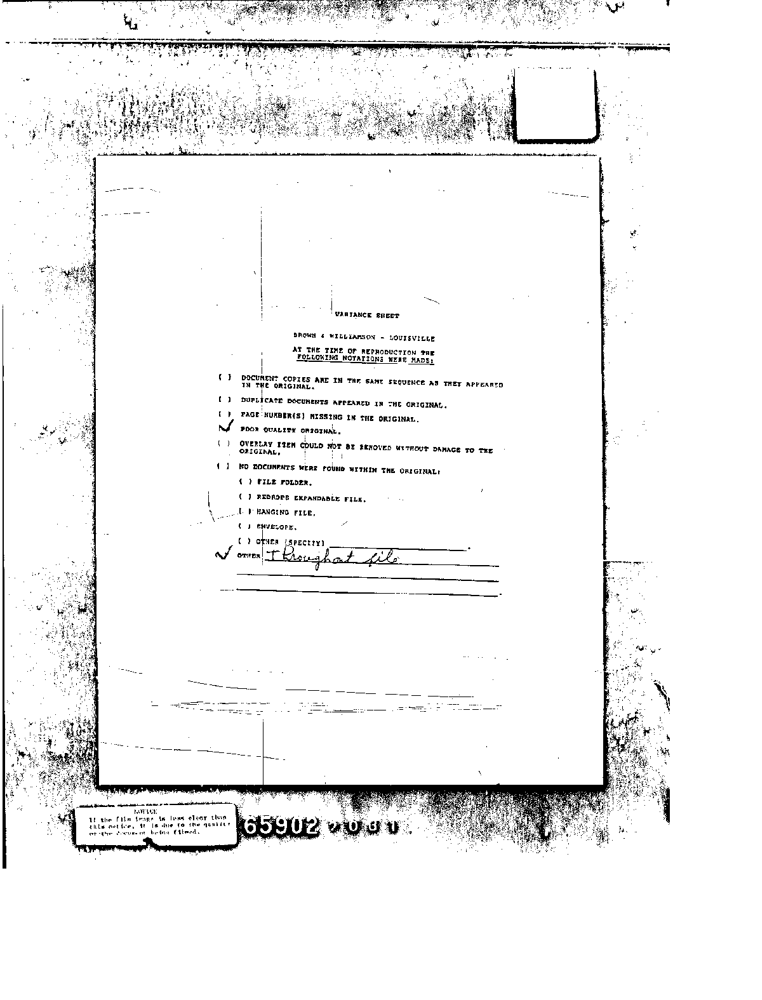 VARIANCE SHEET
BROWN & WILLIAMSON - LOUISVILLE
AT THE TIME OF REPRODUCTION THE
FOLLOWING NOTATIONS WERE MADE:
( ) DOCUMENT COPIES ARE IN THE SAME SEQUENCE AS THEY APPEARED
IN THE ORIGINAL.
( ) DUPLICATE DOCUMENTS APPEARED IN THE ORIGINAL.
( ) PAGE NUMBER(S) MISSING IN THE ORIGINAL.
✓ POOR QUALITY ORIGINAL.
( ) OVERLAY ITEM COULD NOT BE REMOVED WITHOUT DAMAGE TO THE
ORIGINAL.
( ) NO DOCUMENTS WERE FOUND WITHIN THE ORIGINAL:
( ) FILE FOLDER.
( ) REDROPE EXPANDABLE FILE.
( ) HANGING FILE.
( ) ENVELOPE.
( ) OTHER (SPECIFY)
✓ OTHER Throughout file
NOTICE
If the film image is less clear than
this notice, it is due to the quality
of the document being filmed.
65902 2081